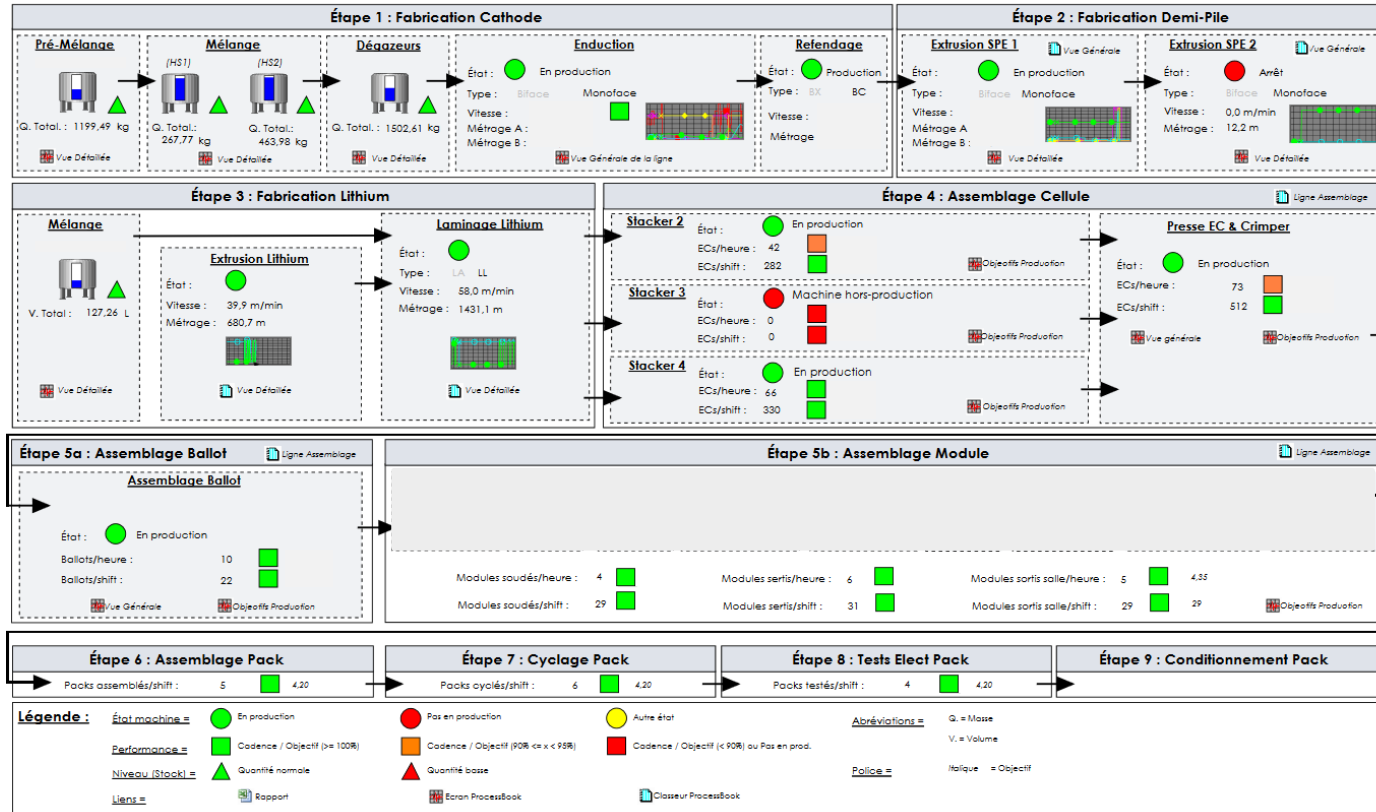 Étape 1 : Fabrication Cathode
Pré-Mélange
Q. Total. : 1199,49 kg
Vue Détaillée
Mélange
(HS1)
(HS2)
Q. Total.:
267,77 kg
Q. Total.:
463,98 kg
Vue Détaillée
Dégazeurs
Q. Total. : 1502,61 kg
Vue Détaillée
Enduction
État : En production
Type : Biface Monoface
Vitesse :
Métrage A :
Métrage B :
Vue Générale de la ligne
Refendage
État : Production
Type : BX BC
Vitesse :
Métrage
Étape 2 : Fabrication Demi-Pile
Extrusion SPE 1
Vue Générale
État : En production
Type : Biface Monoface
Vitesse :
Métrage A
Métrage B :
Vue Détaillée
Extrusion SPE 2
Vue Générale
État : Arrêt
Type : Biface Monoface
Vitesse : 0,0 m/min
Métrage : 12,2 m
Vue Détaillée
Étape 3 : Fabrication Lithium
Mélange
V. Total : 127,26 L
Vue Détaillée
Extrusion Lithium
État :
Vitesse : 39,9 m/min
Métrage : 680,7 m
Vue Détaillée
Laminage Lithium
État :
Type : LA LL
Vitesse : 58,0 m/min
Métrage : 1431,1 m
Vue Détaillée
Étape 4 : Assemblage Cellule
Ligne Assemblage
Stacker 2
État : En production
ECs/heure : 42
ECs/shift : 282
Objectifs Production
Stacker 3
État : Machine hors-production
ECs/heure : 0
ECs/shift : 0
Objectifs Production
Stacker 4
État : En production
ECs/heure : 66
ECs/shift : 330
Objectifs Production
Presse EC & Crimper
État : En production
ECs/heure : 73
ECs/shift : 512
Vue générale
Objectifs Production
Étape 5a : Assemblage Ballot
Ligne Assemblage
Assemblage Ballot
État : En production
Ballots/heure : 10
Ballots/shift : 22
Vue Générale
Objectifs Production
Étape 5b : Assemblage Module
Ligne Assemblage
Modules soudés/heure : 4
Modules sertis/heure : 6
Modules sortis salle/heure : 5 4,35
Modules soudés/shift : 29
Modules sertis/shift : 31
Modules sortis salle/shift : 29 29
Objectifs Production
Étape 6 : Assemblage Pack
Packs assemblés/shift : 5 4,20
Étape 7 : Cyclage Pack
Packs cyclés/shift : 6 4,20
Étape 8 : Tests Elect Pack
Packs testés/shift : 4 4,20
Étape 9 : Conditionnement Pack
Légende :
État machine = En production Pas en production Autre état
Performance = Cadence / Objectif (>= 100%) Cadence / Objectif (90% <= x < 95%) Cadence / Objectif (< 90%) ou Pas en prod.
Niveau (Stock) = Quantité normale Quantité basse
Liens = Rapport Ecran ProcessBook Classeur ProcessBook
Abréviations = Q. = Masse
V. = Volume
Police = Italique = Objectif